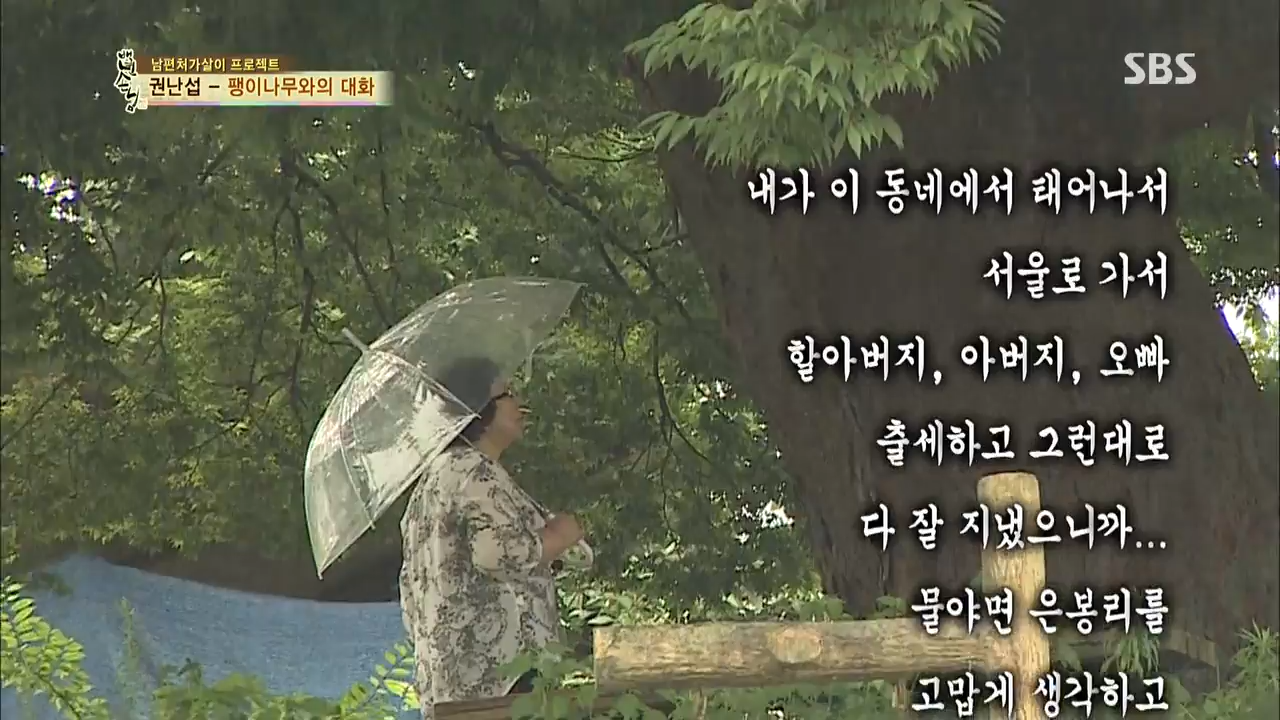 백년손님
남편처가살이 프로젝트
권난섭 - 팽이나무와의 대화
SBS
내가 이 동네에서 태어나서
서울로 가서
할아버지, 아버지, 오빠
출세하고 그런대로
다 잘 지냈으니까...
물야면 은봉리를
고맙게 생각하고